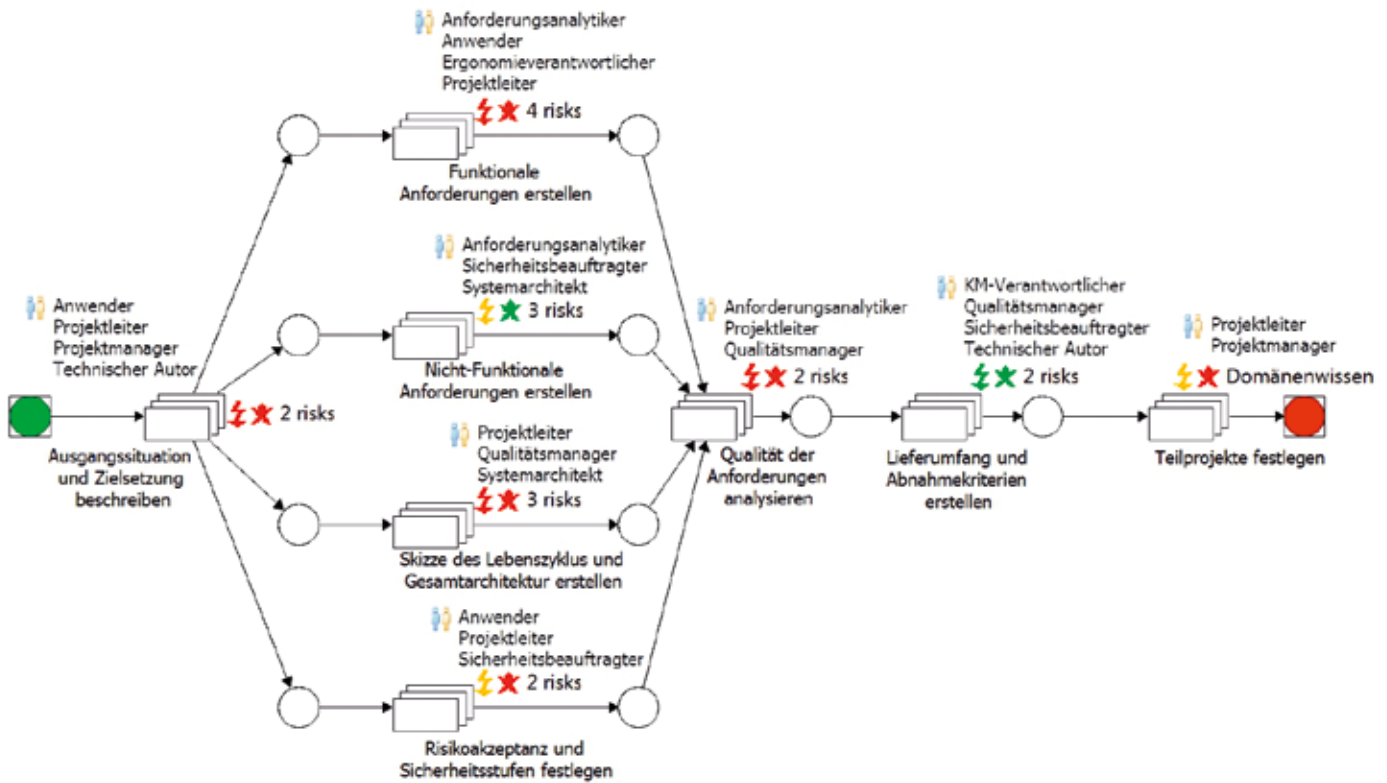 Anforderungsanalytiker
Anwender
Ergonomieverantwortlicher
Projektleiter
4 risks
Funktionale
Anforderungen erstellen
Anforderungsanalytiker
Sicherheitsbeauftragter
Systemarchitekt
3 risks
Nicht-Funktionale
Anforderungen erstellen
Anwender
Projektleiter
Projektmanager
Technischer Autor
2 risks
Ausgangssituation
und Zielsetzung
beschreiben
Projektleiter
Qualitätsmanager
Systemarchitekt
3 risks
Skizze des Lebenszyklus und
Gesamtarchitektur erstellen
Anwender
Projektleiter
Sicherheitsbeauftragter
2 risks
Risikoakzeptanz und
Sicherheitsstufen festlegen
Anforderungsanalytiker
Projektleiter
Qualitätsmanager
2 risks
Qualität der
Anforderungen
analysieren
KM-Verantwortlicher
Qualitätsmanager
Sicherheitsbeauftragter
Technischer Autor
2 risks
Lieferumfang und
Abnahmekriterien
erstellen
Projektleiter
Projektmanager
Domänenwissen
Teilprojekte festlegen